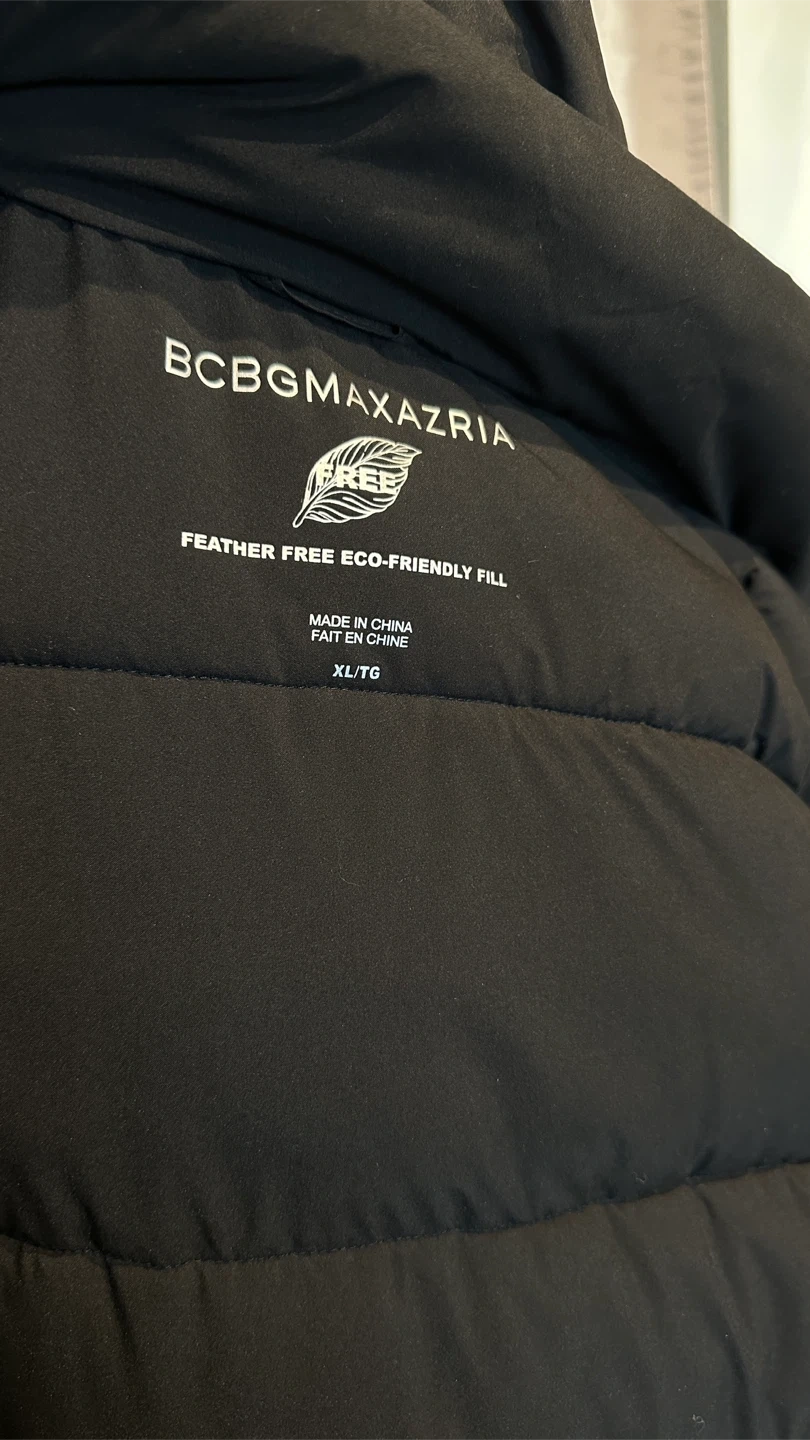 BCBGMAXAZRIA
FREE
FEATHER FREE ECO-FRIENDLY FILL
MADE IN CHINA
FAIT EN CHINE
XL/TG